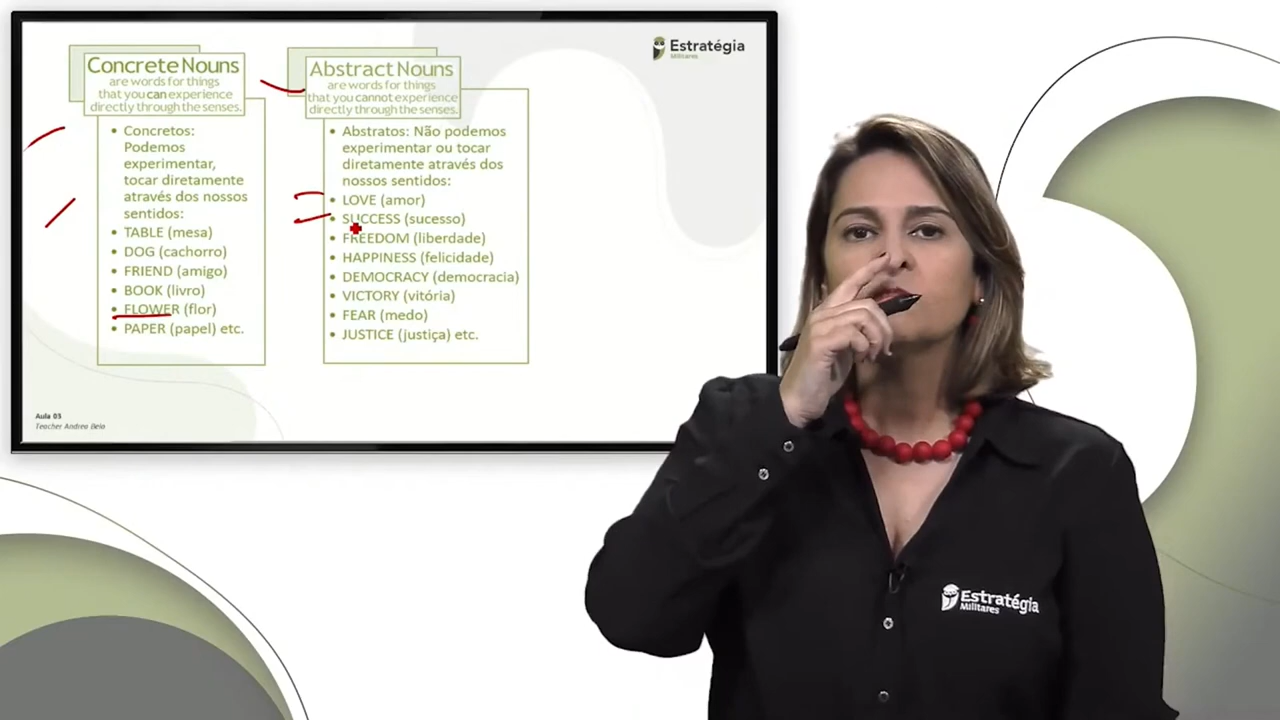 Estratégia
Militares
Concrete Nouns
are words for things
that you can experience
directly through the senses.
• Concretos:
Podemos
experimentar,
tocar diretamente
através dos nossos
sentidos:
• TABLE (mesa)
• DOG (cachorro)
• FRIEND (amigo)
• BOOK (livro)
• FLOWER (flor)
• PAPER (papel) etc.
Abstract Nouns
are words for things
that you cannot experience
directly through the senses.
• Abstratos: Não podemos
experimentar ou tocar
diretamente através dos
nossos sentidos:
• LOVE (amor)
• SUCCESS (sucesso)
• FREEDOM (liberdade)
• HAPPINESS (felicidade)
• DEMOCRACY (democracia)
• VICTORY (vitória)
• FEAR (medo)
• JUSTICE (justiça) etc.
Aula 03
Teacher Andrea Belo
Estratégia
Militares